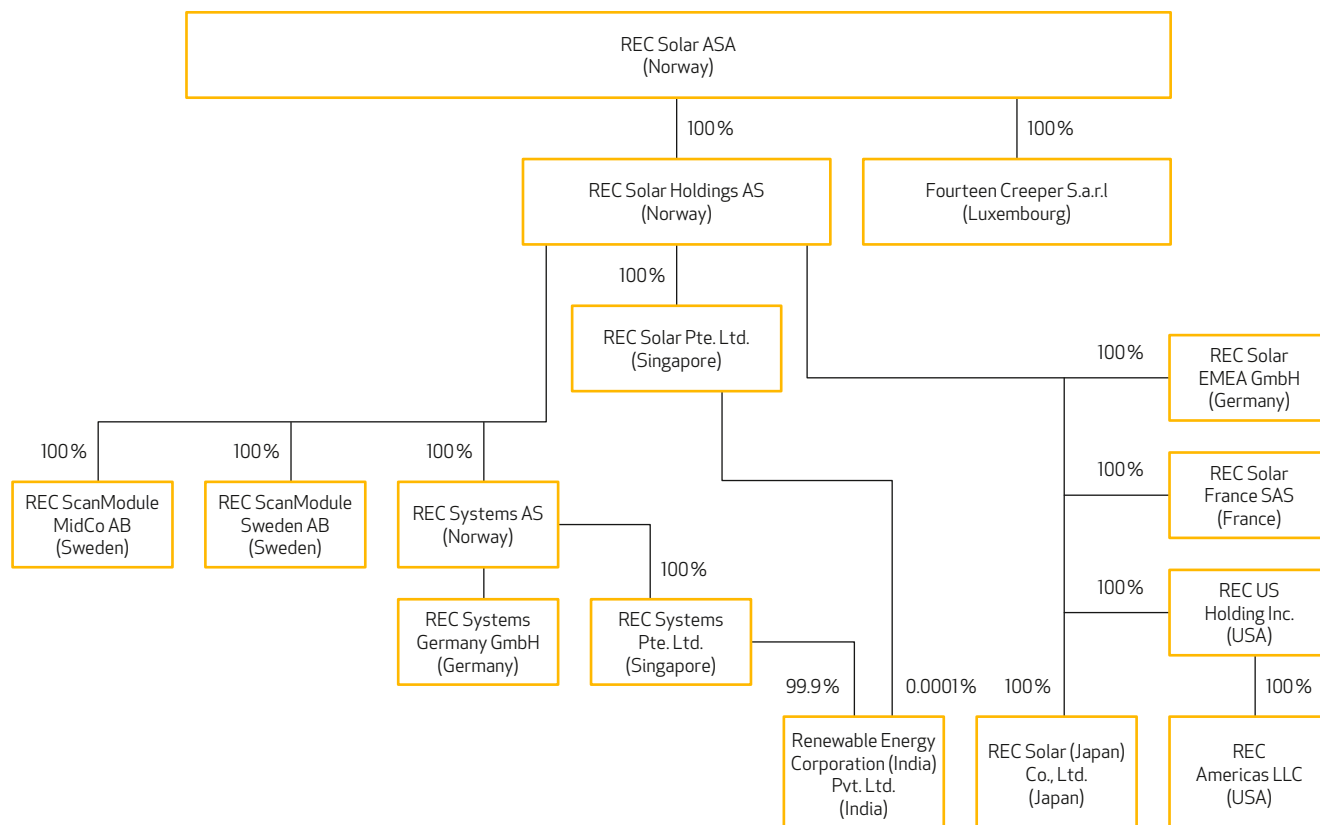 REC Solar ASA
(Norway)
100%
100%
REC Solar Holdings AS
(Norway)
Fourteen Creeper S.a.r.l
(Luxembourg)
100%
REC Solar Pte. Ltd.
(Singapore)
100%
REC Solar
EMEA GmbH
(Germany)
100%
100%
100%
REC ScanModule
MidCo AB
(Sweden)
REC ScanModule
Sweden AB
(Sweden)
REC Systems AS
(Norway)
100%
REC Solar
France SAS
(France)
100%
REC Systems
Germany GmbH
(Germany)
REC Systems
Pte. Ltd.
(Singapore)
100%
REC US
Holding Inc.
(USA)
99.9%
0.0001%
100%
100%
Renewable Energy
Corporation (India)
Pvt. Ltd.
(India)
REC Solar (Japan)
Co., Ltd.
(Japan)
REC
Americas LLC
(USA)